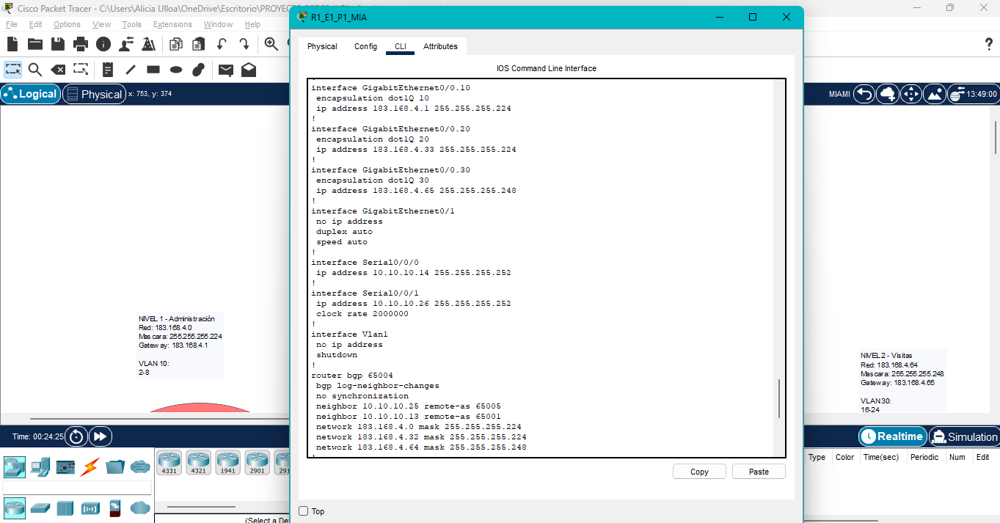 Cisco Packet Tracer - C:\Users\Alicia Ulloa\OneDrive\Escritorio\PROYEC
File Edit Options View Tools Extensions Window Help
Logical Physical x: 753, y: 374
MIAMI 13:49:00
R1_E1_P1_MIA
Physical Config CLI Attributes
IOS Command Line Interface
interface GigabitEthernet0/0.10
encapsulation dot1Q 10
ip address 183.168.4.1 255.255.255.224
!
interface GigabitEthernet0/0.20
encapsulation dot1Q 20
ip address 183.168.4.33 255.255.255.224
!
interface GigabitEthernet0/0.30
encapsulation dot1Q 30
ip address 183.168.4.65 255.255.255.248
!
interface GigabitEthernet0/1
no ip address
duplex auto
speed auto
!
interface Serial0/0/0
ip address 10.10.10.14 255.255.255.252
!
interface Serial0/0/1
ip address 10.10.10.26 255.255.255.252
clock rate 2000000
!
interface Vlan1
no ip address
shutdown
!
router bgp 65004
bgp log-neighbor-changes
no synchronization
neighbor 10.10.10.25 remote-as 65005
neighbor 10.10.10.13 remote-as 65001
network 183.168.4.0 mask 255.255.255.224
network 183.168.4.32 mask 255.255.255.224
network 183.168.4.64 mask 255.255.255.248
Copy Paste
Top
NIVEL 1 - Administración
Red: 183.168.4.0
Mascara: 255.255.255.224
Gateway: 183.168.4.1
VLAN 10:
2-8
NIVEL 2 - Visitas
Red: 183.168.4.64
Mascara: 255.255.255.248
Gateway: 183.168.4.65
VLAN 30:
16-24
Time: 00:24:25
Realtime Simulation
4331 4321 1941 2901 291
(Select a De
Type Color Time(sec) Periodic Num Edit